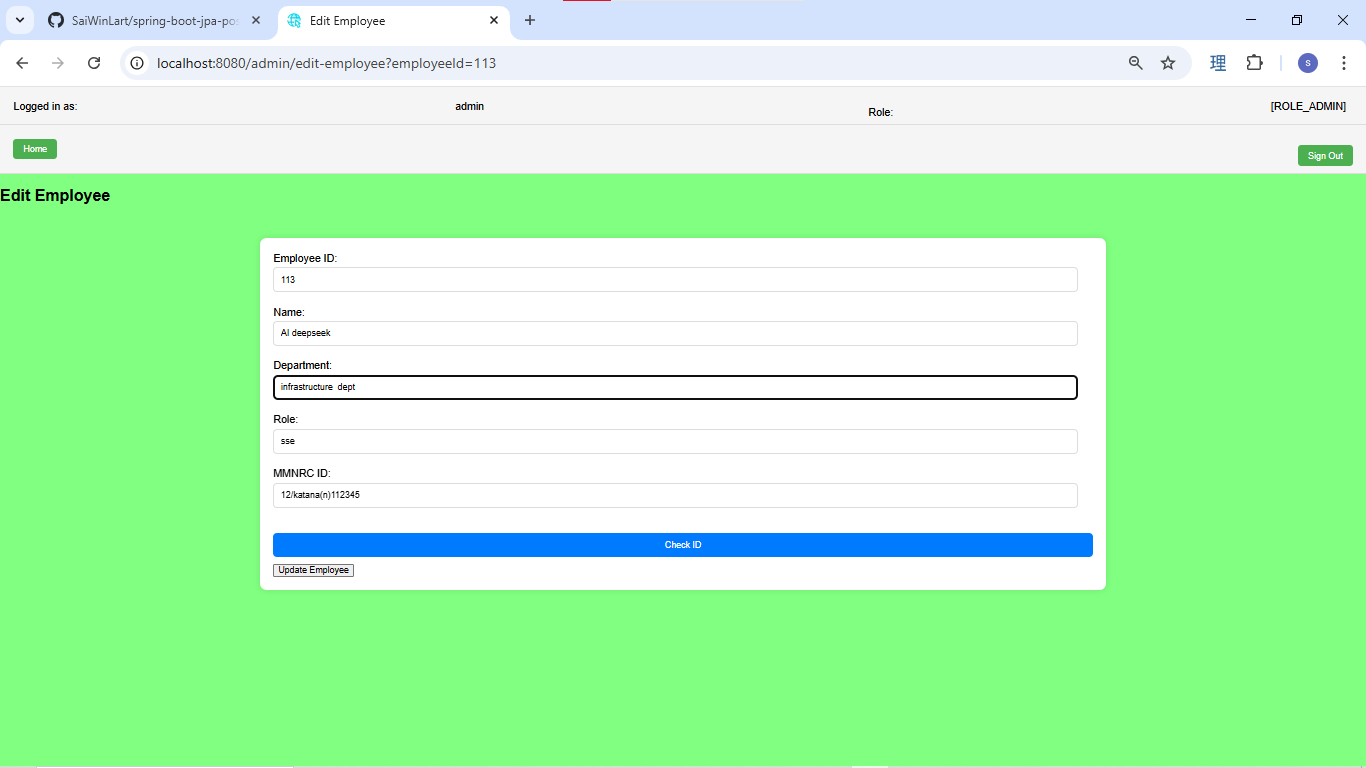 SaiWinLart/spring-boot-jpa-pos
Edit Employee
localhost:8080/admin/edit-employee?employeeId=113
理
S
Logged in as:
admin
Role:
[ROLE_ADMIN]
Home
Sign Out
Edit Employee
Employee ID:
113
Name:
AI deepseek
Department:
infrastructure  dept
Role:
sse
MMNRC ID:
12/katana(n)112345
Check ID
Update Employee